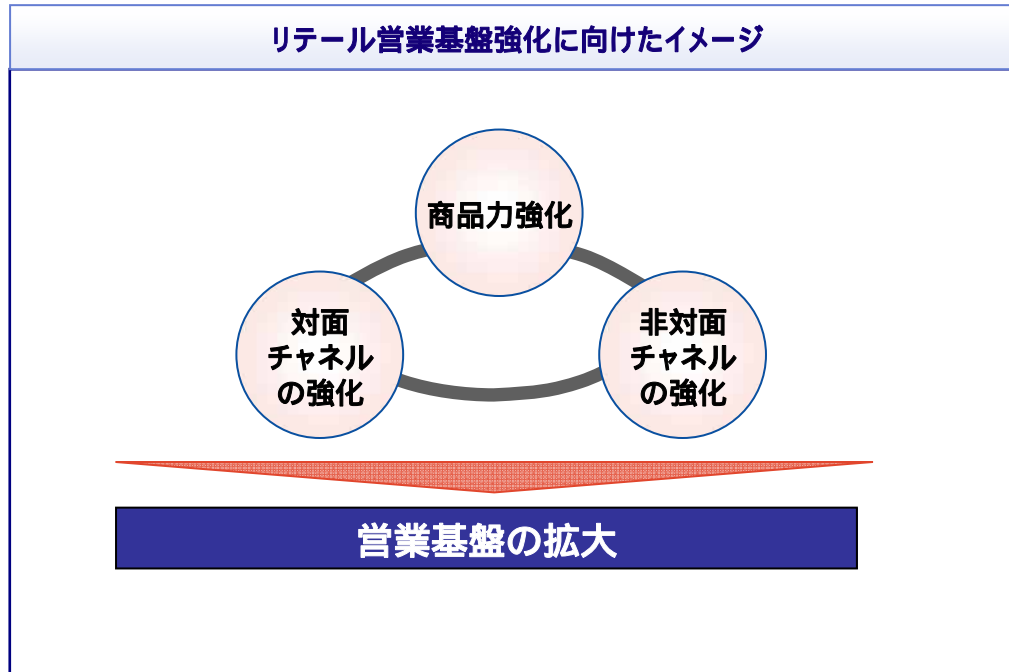 リテール営業基盤強化に向けたイメージ
商品力強化
対面
チャネル
の強化
非対面
チャネル
の強化
営業基盤の拡大